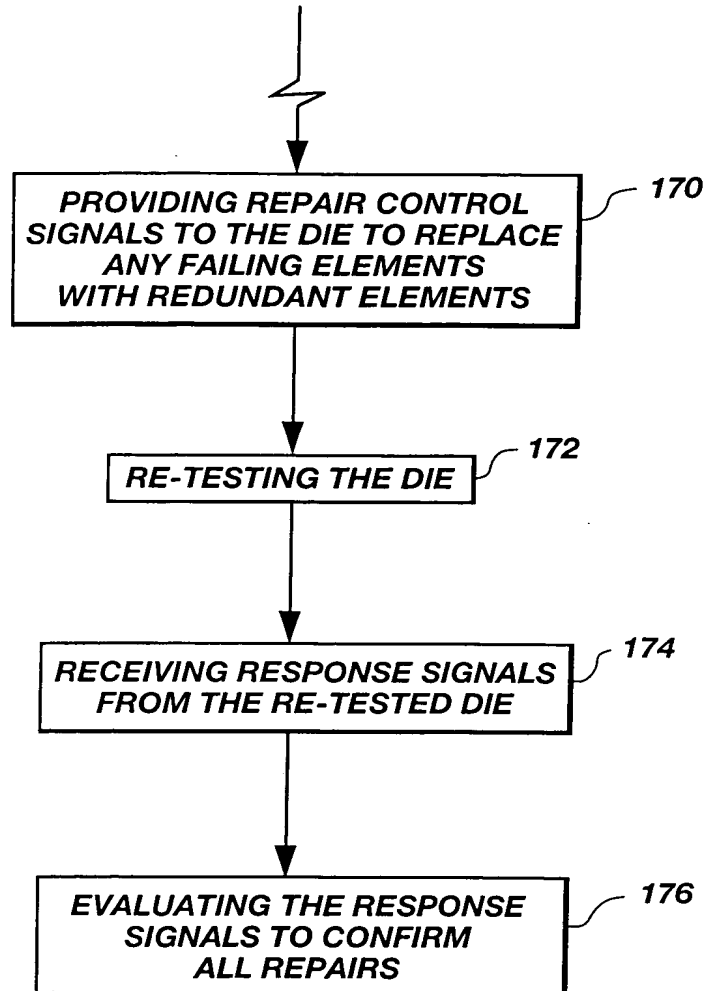 PROVIDING REPAIR CONTROL
SIGNALS TO THE DIE TO REPLACE
ANY FAILING ELEMENTS
WITH REDUNDANT ELEMENTS
170
RE-TESTING THE DIE
172
RECEIVING RESPONSE SIGNALS
FROM THE RE-TESTED DIE
174
EVALUATING THE RESPONSE
SIGNALS TO CONFIRM
ALL REPAIRS
176